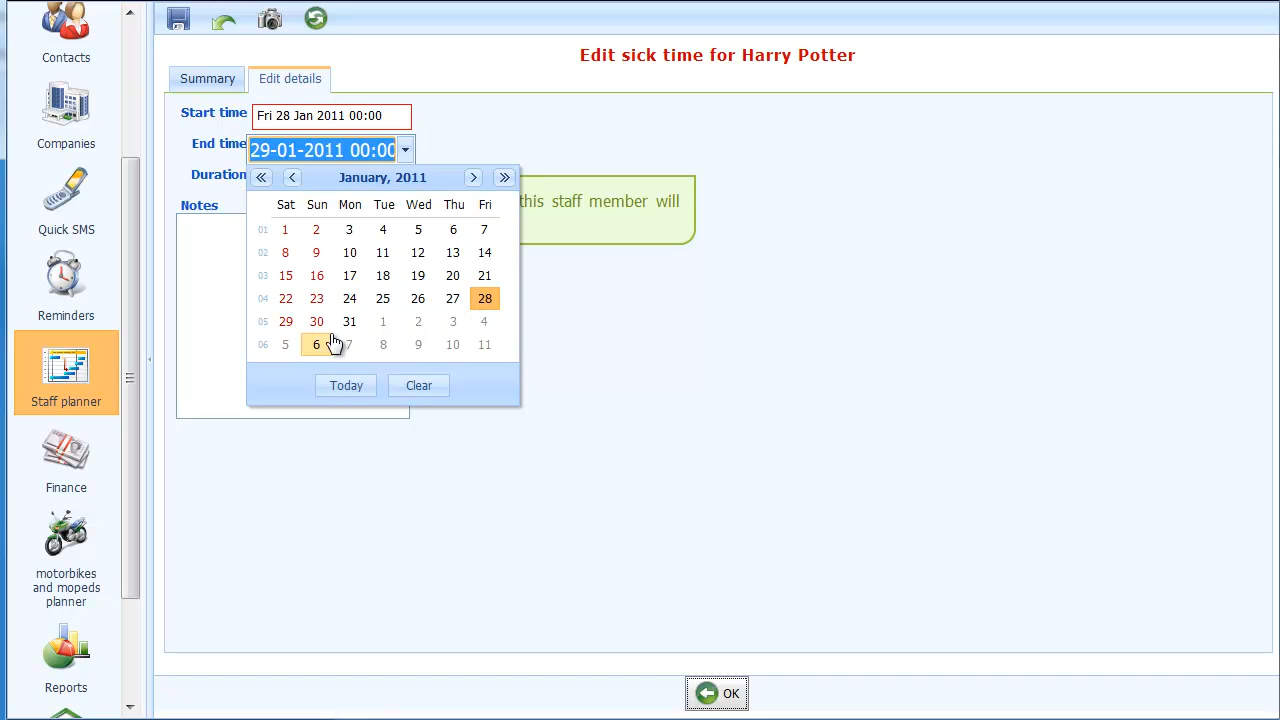 Contacts
Companies
Quick SMS
Reminders
Staff planner
Finance
motorbikes
and mopeds
planner
Reports
Edit sick time for Harry Potter
Summary
Edit details
Start time
Fri 28 Jan 2011 00:00
End time
29-01-2011 00:00
Duration
this staff member will
Notes
January, 2011
Sat Sun Mon Tue Wed Thu Fri
01 1 2 3 4 5 6 7
02 8 9 10 11 12 13 14
03 15 16 17 18 19 20 21
04 22 23 24 25 26 27 28
05 29 30 31 1 2 3 4
06 5 6 7 8 9 10 11
Today
Clear
OK